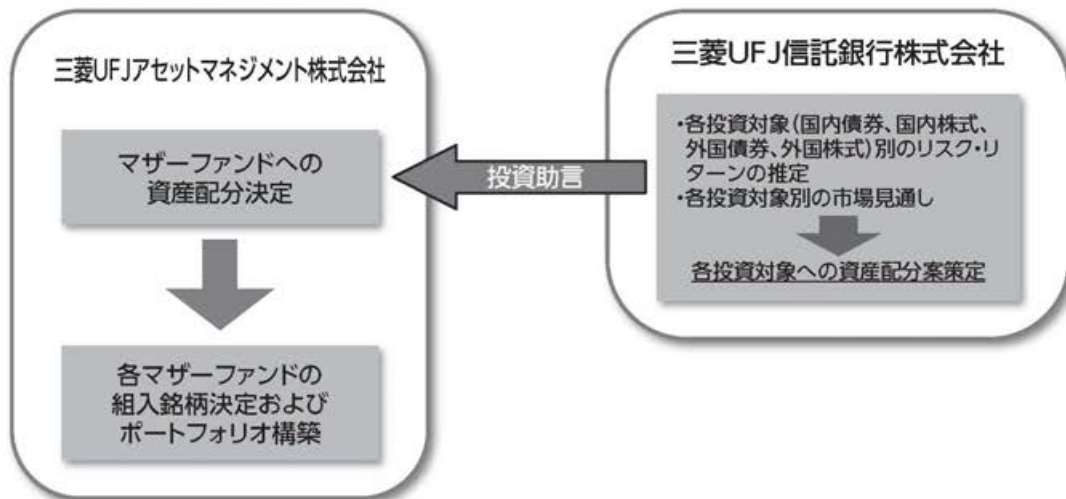 三菱UFJアセットマネジメント株式会社
マザーファンドへの
資産配分決定
各マザーファンドの
組入銘柄決定および
ポートフォリオ構築
投資助言
三菱UFJ信託銀行株式会社
・各投資対象(国内債券、国内株式、
外国債券、外国株式)別のリスク・リ
ターンの推定
・各投資対象別の市場見通し
各投資対象への資産配分案策定